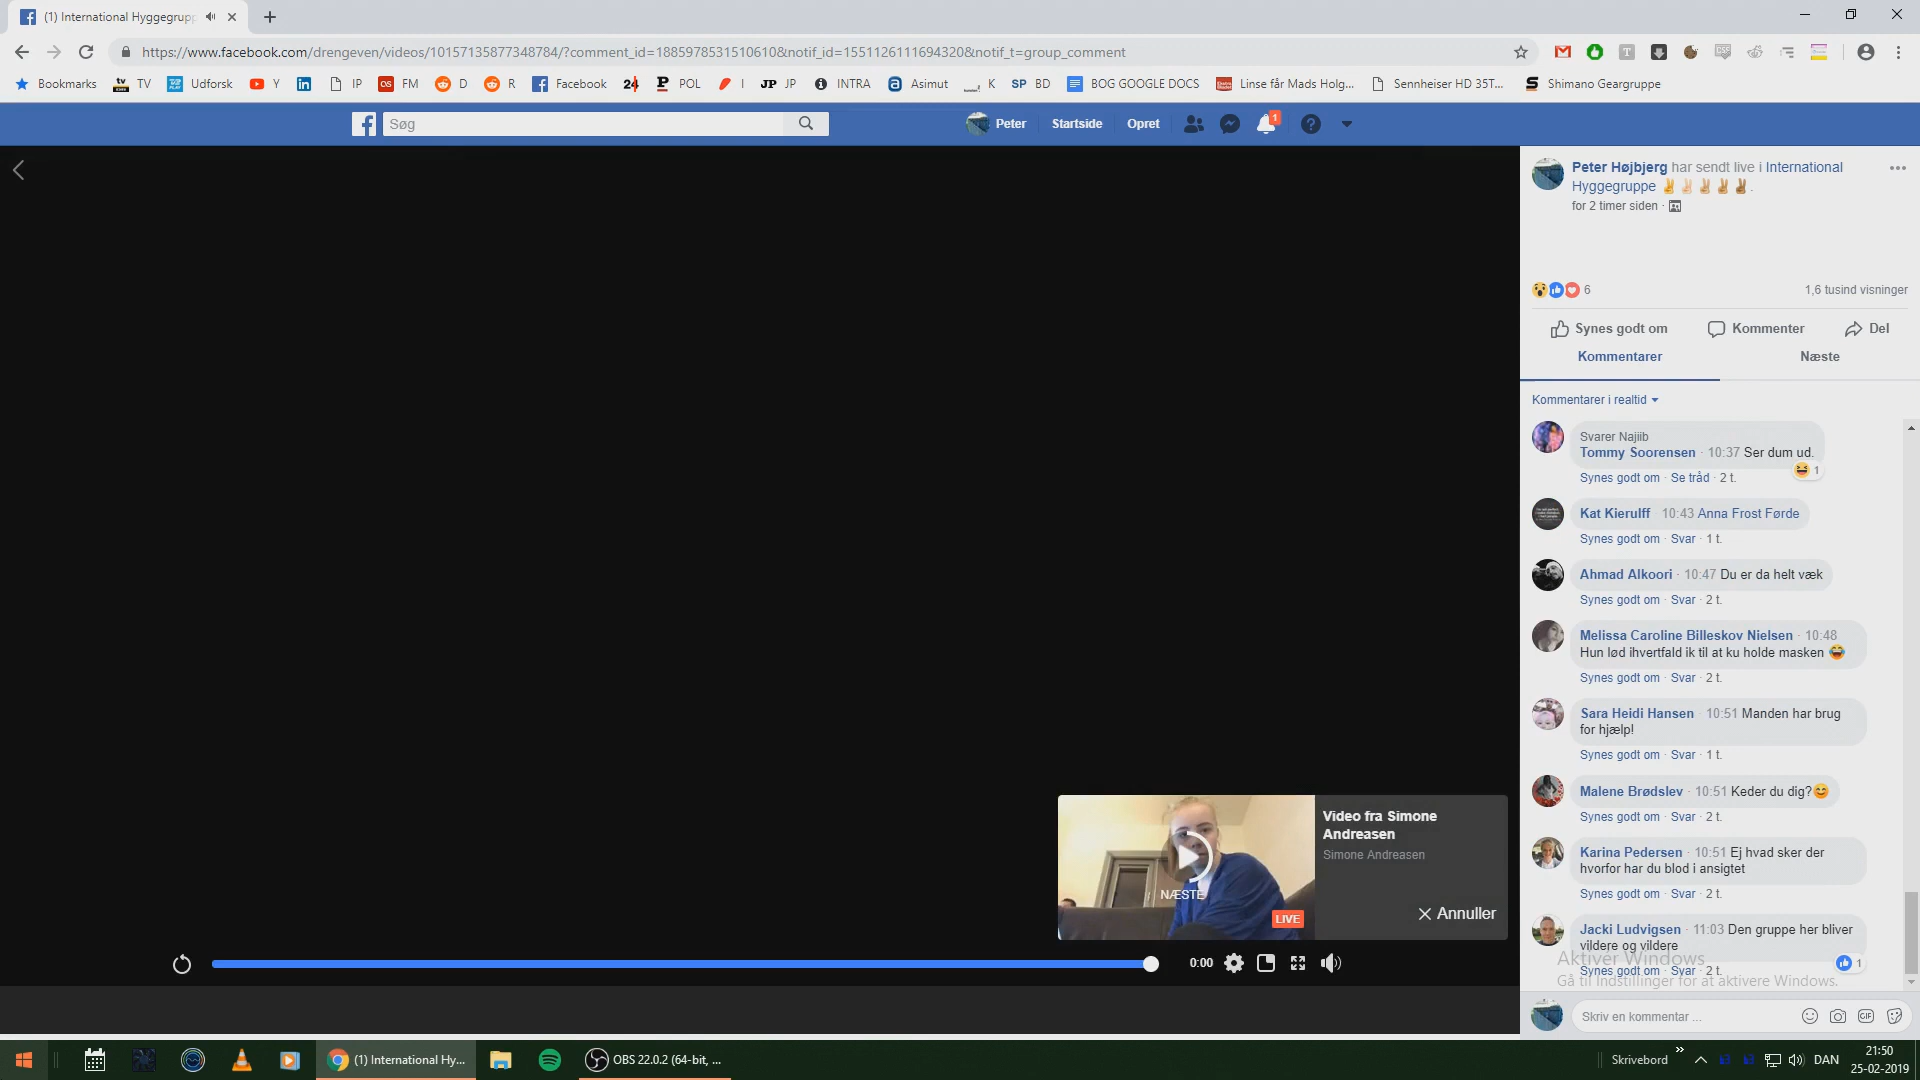 (1) International Hyggegrupp
https://www.facebook.com/drengeven/videos/10157135877348784/?comment_id=1885978531510610&notif_id=1551126111694320&notif_t=group_comment
Bookmarks TV Udforsk Y IP FM D R Facebook 24 POL I JP JP INTRA Asimut K SP BD BOG GOOGLE DOCS Linse får Mads Holg... Sennheiser HD 35T... Shimano Geargruppe
Søg
Peter Startside Opret 1
Peter Højbjerg har sendt live i International
Hyggegruppe ✌✌🏻✌🏼✌🏽✌🏾.
for 2 timer siden ·
6 1,6 tusind visninger
Synes godt om Kommenter Del
Kommentarer Næste
Kommentarer i realtid
Svarer Najiib
Tommy Soorensen · 10:37 Ser dum ud.
1
Synes godt om · Se tråd · 2 t.
Kat Kierulff · 10:43 Anna Frost Førde
Synes godt om · Svar · 1 t.
Ahmad Alkoori · 10:47 Du er da helt væk
Synes godt om · Svar · 2 t.
Melissa Caroline Billeskov Nielsen · 10:48
Hun lød ihvertfald ik til at ku holde masken 😂
Synes godt om · Svar · 2 t.
Sara Heidi Hansen · 10:51 Manden har brug
for hjælp!
Synes godt om · Svar · 1 t.
Malene Brødslev · 10:51 Keder du dig?😊
Synes godt om · Svar · 2 t.
Karina Pedersen · 10:51 Ej hvad sker der
hvorfor har du blod i ansigtet
Synes godt om · Svar · 2 t.
Jacki Ludvigsen · 11:03 Den gruppe her bliver
vildere og vildere
1
Synes godt om · Svar · 2 t.
Aktivér Windows
Gå til Indstillinger for at aktivere Windows.
Skriv en kommentar ...
GIF
Video fra Simone
Andreasen
Simone Andreasen
NÆSTE
LIVE
Annuller
0:00
(1) International Hy...
OBS 22.0.2 (64-bit, ...
Skrivebord
DAN
21:50
25-02-2019